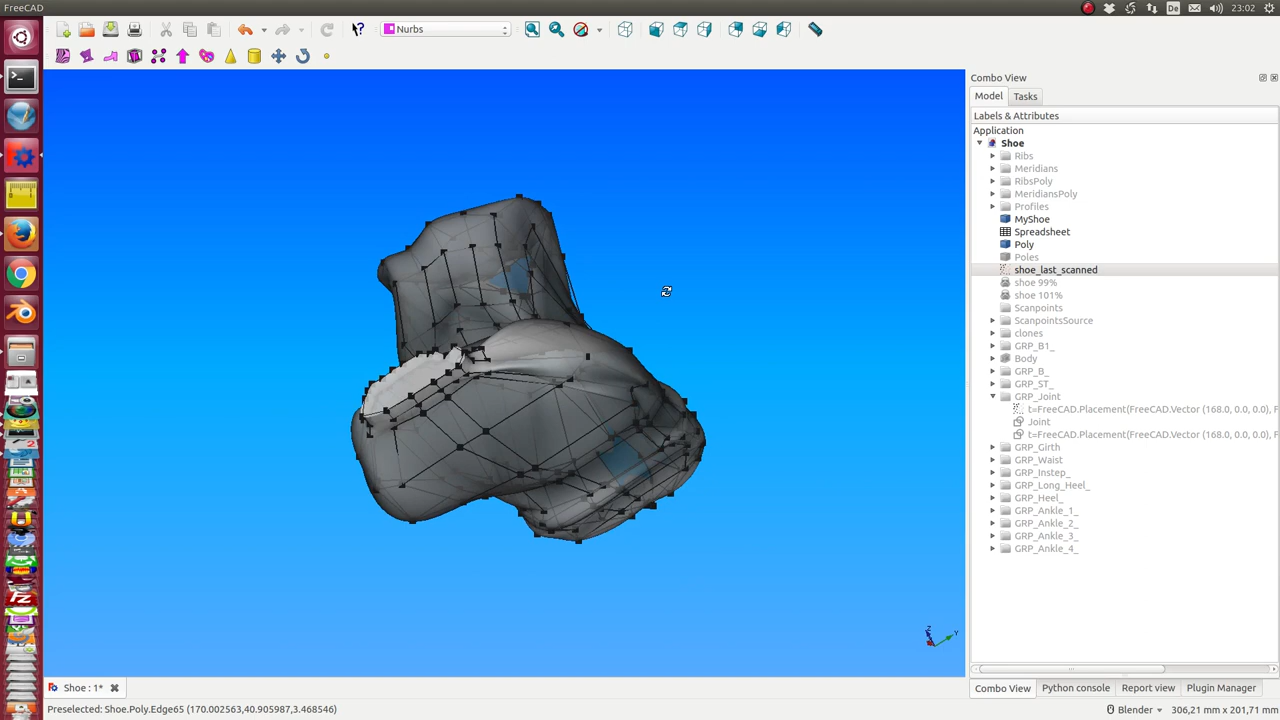 FreeCAD
De
23:02
Nurbs
Combo View
Model
Tasks
Labels & Attributes
Application
Shoe
Ribs
Meridians
RibsPoly
MeridiansPoly
Profiles
MyShoe
Spreadsheet
Poly
Poles
shoe_last_scanned
shoe 99%
shoe 101%
Scanpoints
ScanpointsSource
clones
GRP_B1_
Body
GRP_B_
GRP_ST_
GRP_Joint
t=FreeCAD.Placement(FreeCAD.Vector (168.0, 0.0, 0.0), F
Joint
t=FreeCAD.Placement(FreeCAD.Vector (168.0, 0.0, 0.0), F
GRP_Girth
GRP_Waist
GRP_Instep_
GRP_Long_Heel_
GRP_Heel_
GRP_Ankle_1_
GRP_Ankle_2_
GRP_Ankle_3_
GRP_Ankle_4_
Z
Y
Shoe : 1*
Combo View
Python console
Report view
Plugin Manager
Preselected: Shoe.Poly.Edge65 (170.002563,40.905987,3.468546)
Blender
306,21 mm x 201,71 mm